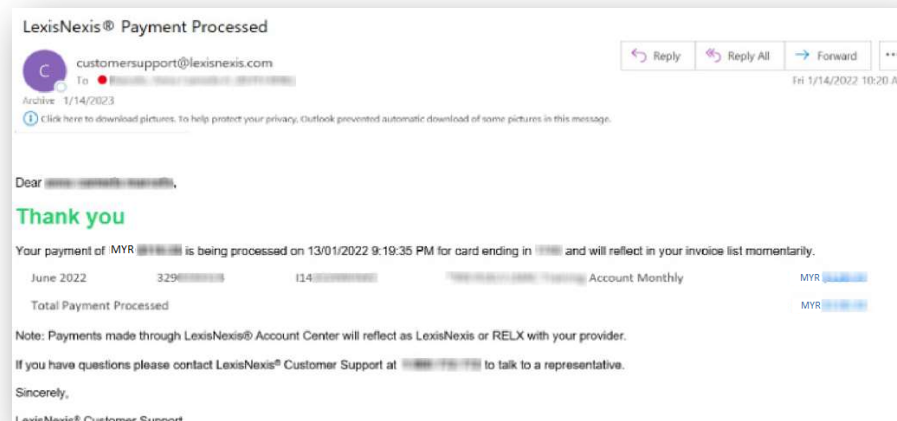 LexisNexis® Payment Processed
C
customersupport@lexisnexis.com
To
Reply
Reply All
Forward
Fri 1/14/2022 10:20 A
Archive 1/14/2023
Click here to download pictures. To help protect your privacy, Outlook prevented automatic download of some pictures in this message.
Dear
Thank you
Your payment of MYR is being processed on 13/01/2022 9:19:35 PM for card ending in and will reflect in your invoice list momentarily.
June 2022 329 I14 Account Monthly MYR
Total Payment Processed MYR
Note: Payments made through LexisNexis® Account Center will reflect as LexisNexis or RELX with your provider.
If you have questions please contact LexisNexis® Customer Support at to talk to a representative.
Sincerely,
LexisNexis® Customer Support